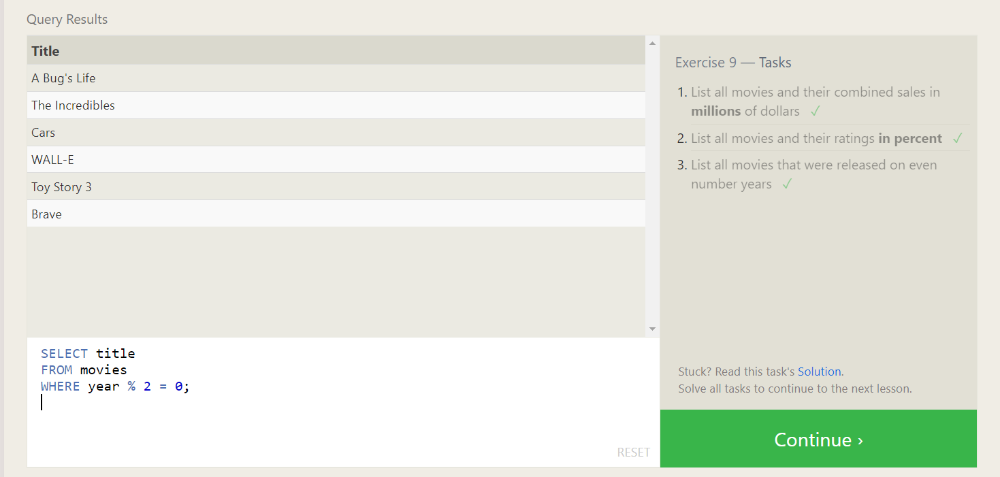 Query Results
Title
A Bug's Life
The Incredibles
Cars
WALL-E
Toy Story 3
Brave
SELECT title
FROM movies
WHERE year % 2 = 0;
RESET
Exercise 9 — Tasks
1. List all movies and their combined sales in
millions of dollars ✓
2. List all movies and their ratings in percent ✓
3. List all movies that were released on even
number years ✓
Stuck? Read this task's Solution.
Solve all tasks to continue to the next lesson.
Continue ›